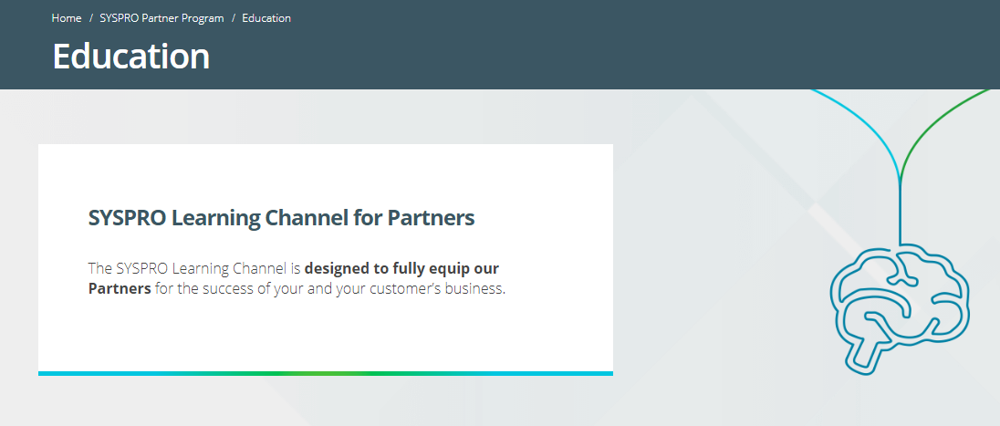 Home / SYSPRO Partner Program / Education
Education
SYSPRO Learning Channel for Partners
The SYSPRO Learning Channel is designed to fully equip our
Partners for the success of your and your customer’s business.